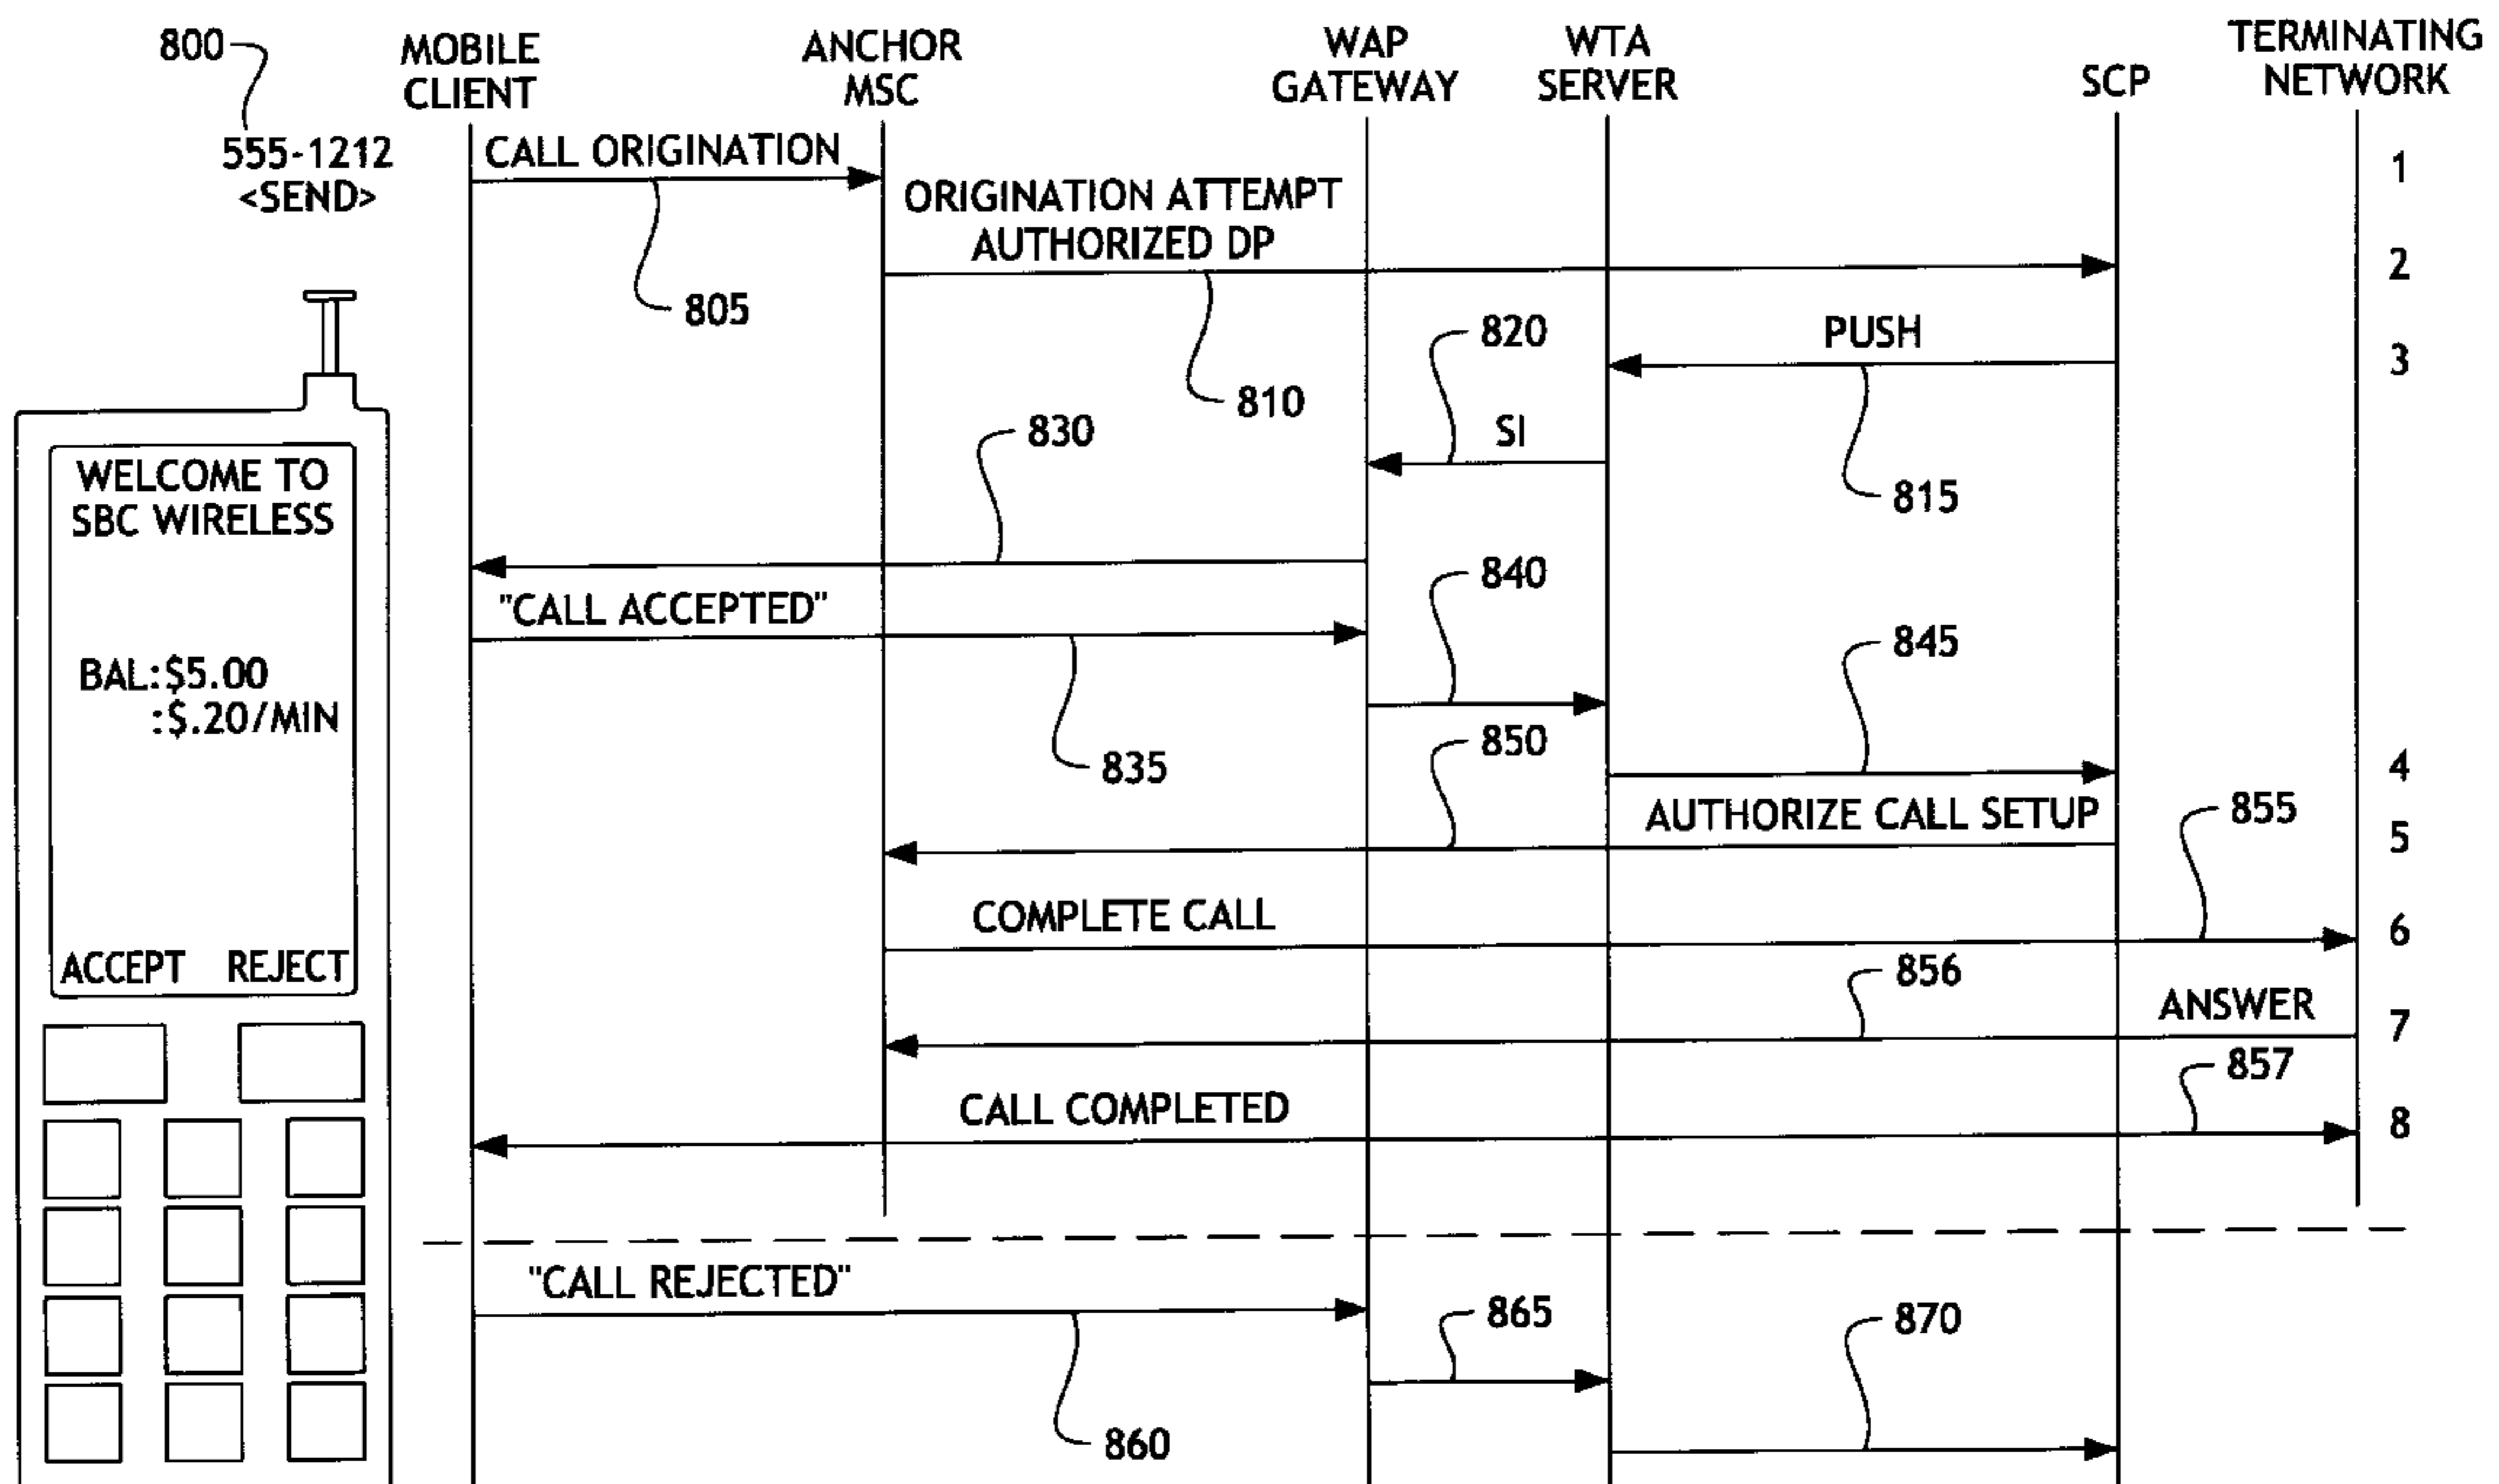 800
MOBILE
CLIENT
ANCHOR
MSC
WAP
GATEWAY
WTA
SERVER
SCP
TERMINATING
NETWORK
555-1212
<SEND>
CALL ORIGINATION
1
805
ORIGINATION ATTEMPT
AUTHORIZED DP
2
810
PUSH
3
815
820
SI
830
"CALL ACCEPTED"
835
840
845
4
850
AUTHORIZE CALL SETUP
5
855
COMPLETE CALL
6
856
ANSWER
7
857
CALL COMPLETED
8
"CALL REJECTED"
860
865
870
WELCOME TO
SBC WIRELESS
BAL:$5.00
:$.20/MIN
ACCEPT REJECT